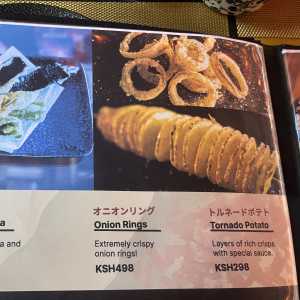 オニオンリング
Onion Rings
Extremely crispy
onion rings!
KSH498
トルネードポテト
Tornado Potato
Layers of rich crisps
with special sauce.
KSH298
a and